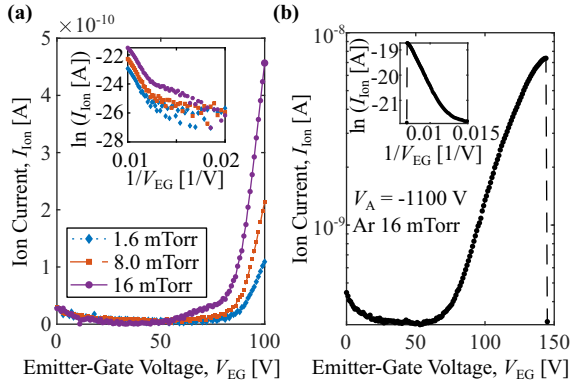 (a)
×10⁻¹⁰
5
4
3
2
1
0
Ion Current, I_Ion [A]
0
50
100
Emitter-Gate Voltage, V_EG [V]
ln (I_Ion [A])
-22
-24
-26
-28
0.01
0.02
1/V_EG [1/V]
1.6 mTorr
8.0 mTorr
16 mTorr
(b)
10⁻⁸
10⁻⁹
Ion Current, I_Ion [A]
0
50
100
150
Emitter-Gate Voltage, V_EG [V]
ln (I_Ion [A])
-19
-20
-21
0.01
0.015
1/V_EG [1/V]
V_A = -1100 V
Ar 16 mTorr